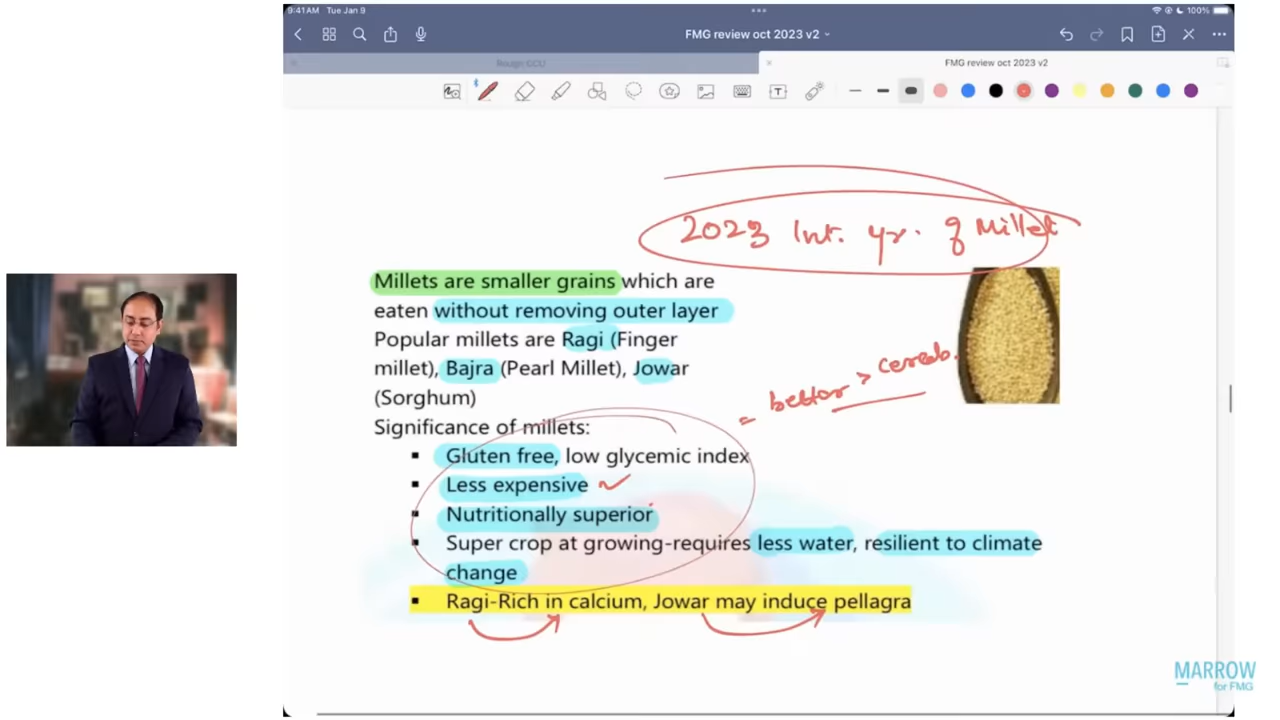 9:41AM Tue Jan 9
100%
FMG review oct 2023 v2
Rough CCU
FMG review oct 2023 v2
T
2023 Int. yr. of Millet
Millets are smaller grains which are
eaten without removing outer layer
Popular millets are Ragi (Finger
millet), Bajra (Pearl Millet), Jowar
(Sorghum)
= better > cereals.
Significance of millets:
▪ Gluten free, low glycemic index
▪ Less expensive
▪ Nutritionally superior
▪ Super crop at growing-requires less water, resilient to climate
change
▪ Ragi-Rich in calcium, Jowar may induce pellagra
MARROW
for FMG